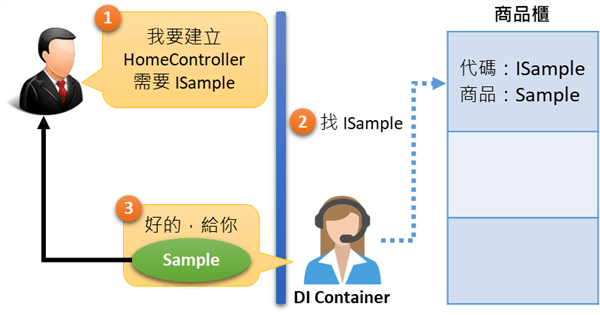 1
我要建立
HomeController
需要 ISample
2
找 ISample
3
好的，給你
Sample
DI Container
商品櫃
代碼：ISample
商品：Sample